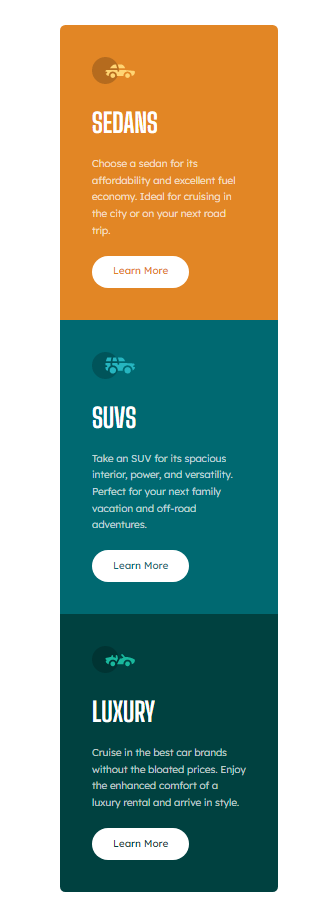 SEDANS
Choose a sedan for its
affordability and excellent fuel
economy. Ideal for cruising in
the city or on your next road
trip.
Learn More
SUVS
Take an SUV for its spacious
interior, power, and versatility.
Perfect for your next family
vacation and off-road
adventures.
Learn More
LUXURY
Cruise in the best car brands
without the bloated prices. Enjoy
the enhanced comfort of a
luxury rental and arrive in style.
Learn More